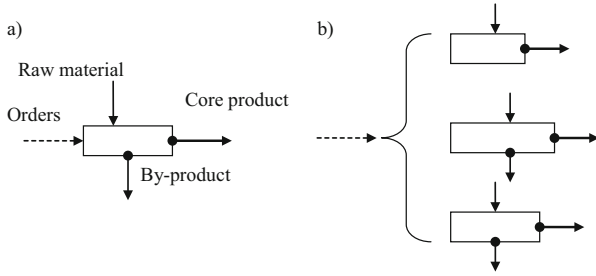 a)
Raw material
Orders
Core product
By-product
b)